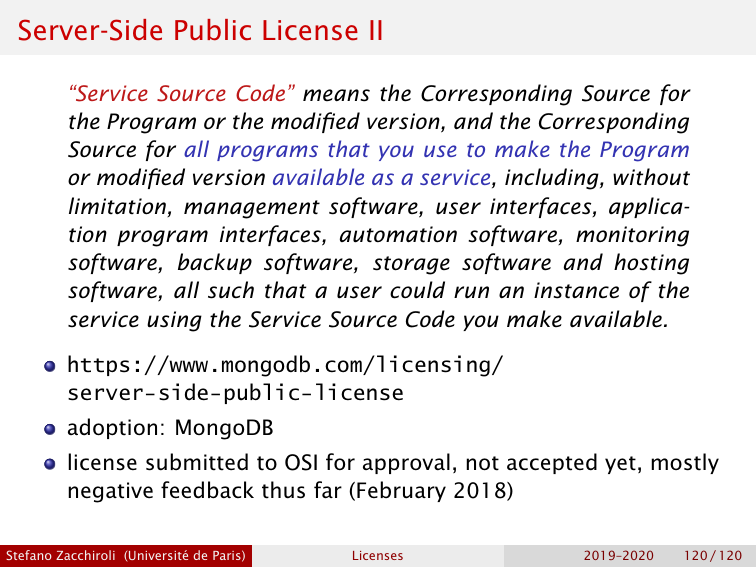 Server-Side Public License II
“Service Source Code” means the Corresponding Source for
the Program or the modified version, and the Corresponding
Source for all programs that you use to make the Program
or modified version available as a service, including, without
limitation, management software, user interfaces, applica-
tion program interfaces, automation software, monitoring
software, backup software, storage software and hosting
software, all such that a user could run an instance of the
service using the Service Source Code you make available.
https://www.mongodb.com/licensing/
server-side-public-license
adoption: MongoDB
license submitted to OSI for approval, not accepted yet, mostly
negative feedback thus far (February 2018)
Stefano Zacchiroli (Université de Paris) Licenses 2019–2020 120 / 120